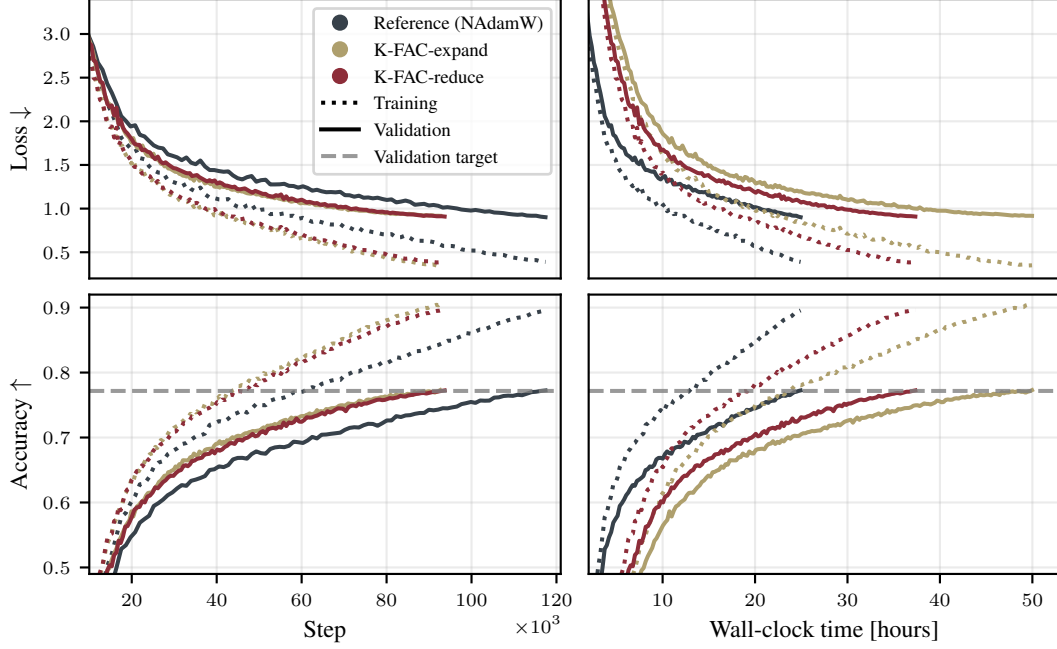 Loss ↓
3.0
2.5
2.0
1.5
1.0
0.5
Reference (NAdamW)
K-FAC-expand
K-FAC-reduce
Training
Validation
Validation target
Accuracy ↑
0.9
0.8
0.7
0.6
0.5
20 40 60 80 100 120
Step
×10³
10 20 30 40 50
Wall-clock time [hours]